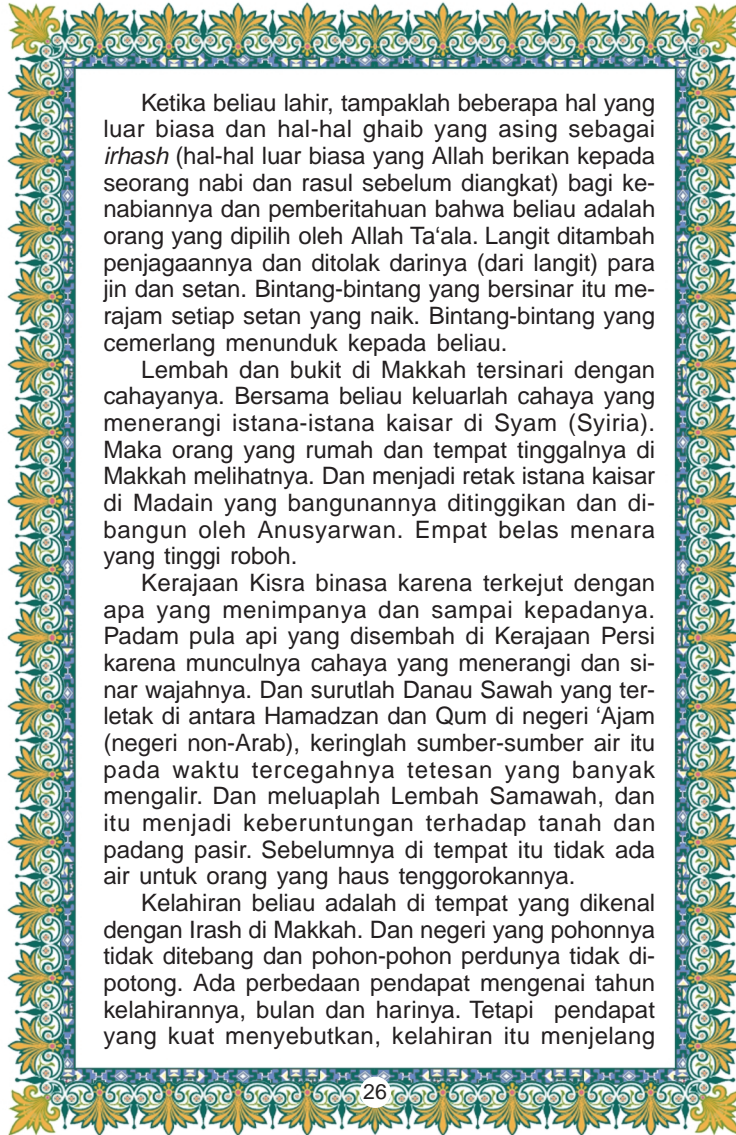 Ketika beliau lahir, tampaklah beberapa hal yang
luar biasa dan hal-hal ghaib yang asing sebagai
irhash (hal-hal luar biasa yang Allah berikan kepada
seorang nabi dan rasul sebelum diangkat) bagi ke-
nabiannya dan pemberitahuan bahwa beliau adalah
orang yang dipilih oleh Allah Ta‘ala. Langit ditambah
penjagaannya dan ditolak darinya (dari langit) para
jin dan setan. Bintang-bintang yang bersinar itu me-
rajam setiap setan yang naik. Bintang-bintang yang
cemerlang menunduk kepada beliau.
Lembah dan bukit di Makkah tersinari dengan
cahayanya. Bersama beliau keluarlah cahaya yang
menerangi istana-istana kaisar di Syam (Syiria).
Maka orang yang rumah dan tempat tinggalnya di
Makkah melihatnya. Dan menjadi retak istana kaisar
di Madain yang bangunannya ditinggikan dan di-
bangun oleh Anusyarwan. Empat belas menara
yang tinggi roboh.
Kerajaan Kisra binasa karena terkejut dengan
apa yang menimpanya dan sampai kepadanya.
Padam pula api yang disembah di Kerajaan Persi
karena munculnya cahaya yang menerangi dan si-
nar wajahnya. Dan surutlah Danau Sawah yang ter-
letak di antara Hamadzan dan Qum di negeri ‘Ajam
(negeri non-Arab), keringlah sumber-sumber air itu
pada waktu tercegahnya tetesan yang banyak
mengalir. Dan meluaplah Lembah Samawah, dan
itu menjadi keberuntungan terhadap tanah dan
padang pasir. Sebelumnya di tempat itu tidak ada
air untuk orang yang haus tenggorokannya.
Kelahiran beliau adalah di tempat yang dikenal
dengan Irash di Makkah. Dan negeri yang pohonnya
tidak ditebang dan pohon-pohon perdunya tidak di-
potong. Ada perbedaan pendapat mengenai tahun
kelahirannya, bulan dan harinya. Tetapi pendapat
yang kuat menyebutkan, kelahiran itu menjelang
26